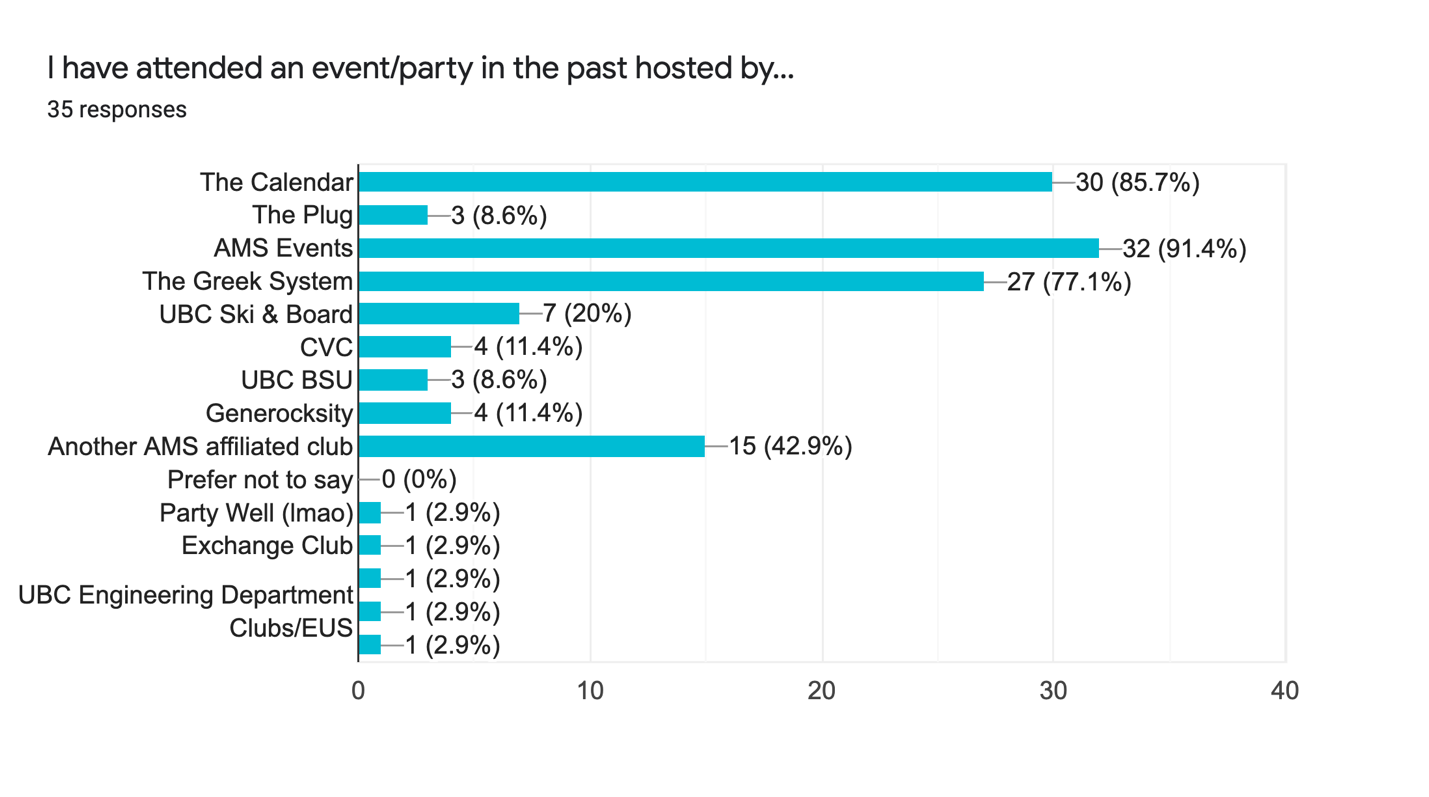 I have attended an event/party in the past hosted by...
35 responses
The Calendar 30 (85.7%)
The Plug 3 (8.6%)
AMS Events 32 (91.4%)
The Greek System 27 (77.1%)
UBC Ski & Board 7 (20%)
CVC 4 (11.4%)
UBC BSU 3 (8.6%)
Generocksity 4 (11.4%)
Another AMS affiliated club 15 (42.9%)
Prefer not to say 0 (0%)
Party Well (lmao) 1 (2.9%)
Exchange Club 1 (2.9%)
1 (2.9%)
UBC Engineering Department
1 (2.9%)
Clubs/EUS
1 (2.9%)
0 10 20 30 40